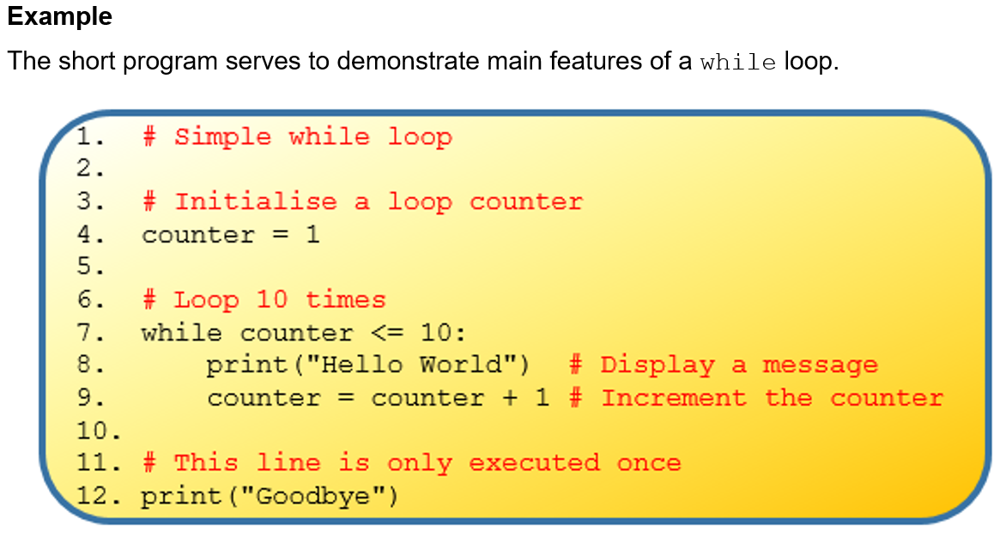 Example
The short program serves to demonstrate main features of a while loop.
1. # Simple while loop
2.
3. # Initialise a loop counter
4. counter = 1
5.
6. # Loop 10 times
7. while counter <= 10:
8.     print("Hello World")  # Display a message
9.     counter = counter + 1 # Increment the counter
10.
11. # This line is only executed once
12. print("Goodbye")